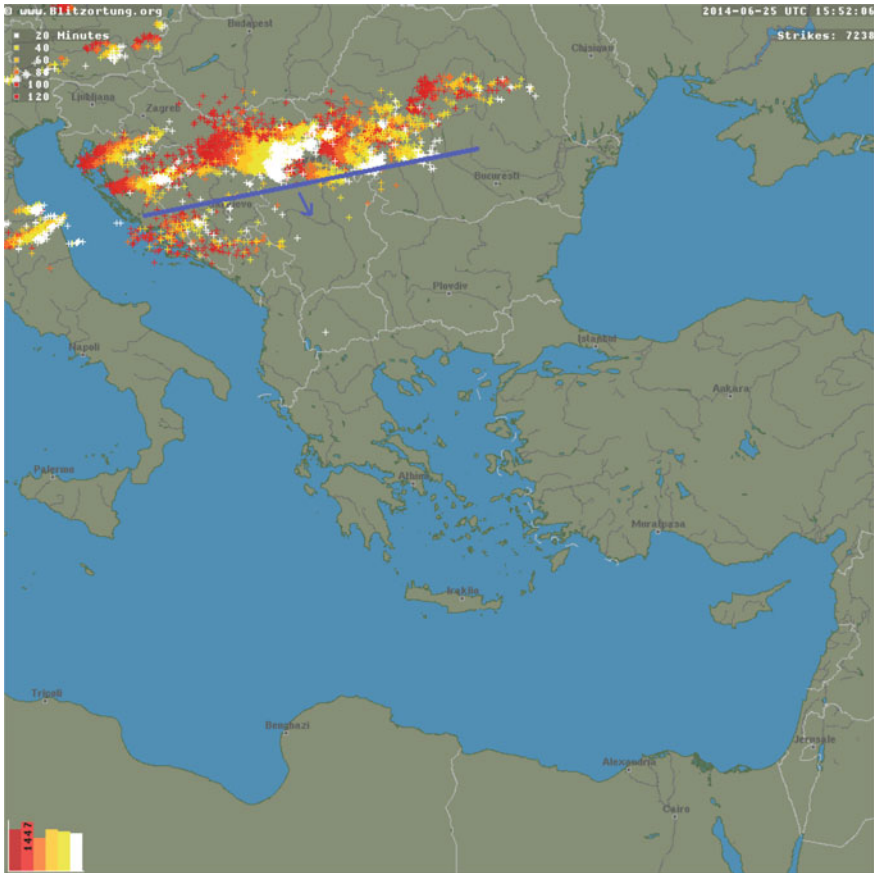 © www.Blitzortung.org
2014-06-25 UTC 15:52:06
20 Minutes
Strikes: 7238
40
60
80
100
120
Budapest
Chisinau
Ljubljana
Zagreb
Bucuresti
Plovdiv
Istanbul
Napoli
Ankara
Palermo
Athina
Muratpasa
Iraklio
Tripoli
Benghazi
Jerusale
Alexandria
Cairo
1447